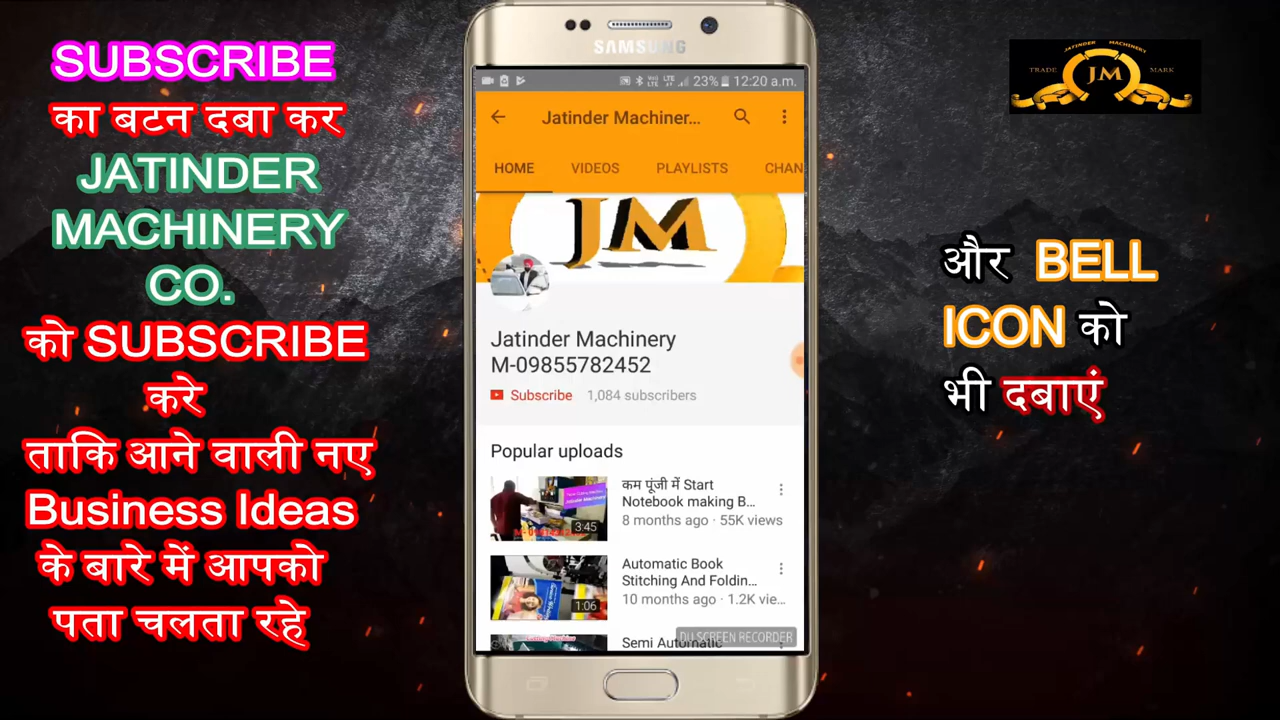 SUBSCRIBE
का बटन दबा कर
JATINDER
MACHINERY
CO.
को SUBSCRIBE
करे
ताकि आने वाली नए
Business Ideas
के बारे में आपको
पता चलता रहे
SAMSUNG
23% 12:20 a.m.
Jatinder Machiner...
HOME VIDEOS PLAYLISTS CHAN
JM
Jatinder Machinery
M-09855782452
Subscribe 1,084 subscribers
Popular uploads
कम पूंजी में Start
Notebook making B...
8 months ago · 55K views
3:45
Automatic Book
Stitching And Foldin...
10 months ago · 1.2K vie...
1:06
Semi Automatic
DU SCREEN RECORDER
JATINDER MACHINERY
TRADE JM MARK
और BELL
ICON को
भी दबाएं